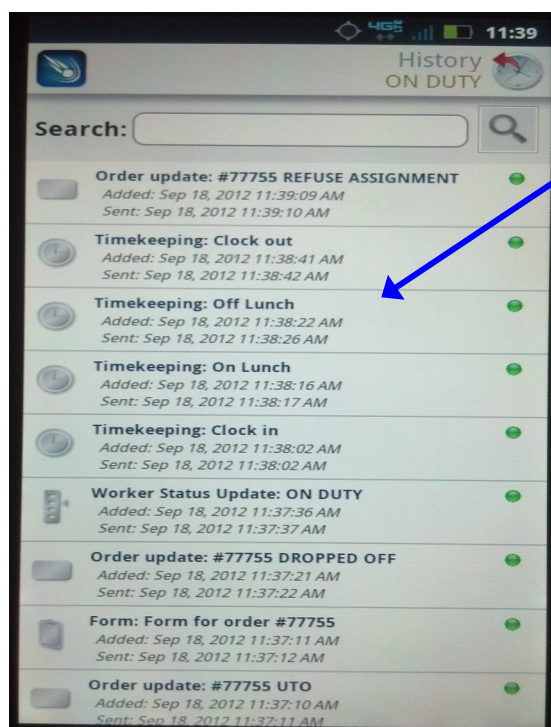 4G 11:39
History
ON DUTY
Search:
Order update: #77755 REFUSE ASSIGNMENT
Added: Sep 18, 2012 11:39:09 AM
Sent: Sep 18, 2012 11:39:10 AM
Timekeeping: Clock out
Added: Sep 18, 2012 11:38:41 AM
Sent: Sep 18, 2012 11:38:42 AM
Timekeeping: Off Lunch
Added: Sep 18, 2012 11:38:22 AM
Sent: Sep 18, 2012 11:38:26 AM
Timekeeping: On Lunch
Added: Sep 18, 2012 11:38:16 AM
Sent: Sep 18, 2012 11:38:17 AM
Timekeeping: Clock in
Added: Sep 18, 2012 11:38:02 AM
Sent: Sep 18, 2012 11:38:02 AM
Worker Status Update: ON DUTY
Added: Sep 18, 2012 11:37:36 AM
Sent: Sep 18, 2012 11:37:37 AM
Order update: #77755 DROPPED OFF
Added: Sep 18, 2012 11:37:21 AM
Sent: Sep 18, 2012 11:37:22 AM
Form: Form for order #77755
Added: Sep 18, 2012 11:37:11 AM
Sent: Sep 18, 2012 11:37:12 AM
Order update: #77755 UTO
Added: Sep 18, 2012 11:37:10 AM
Sent: Sep 18, 2012 11:37:11 AM